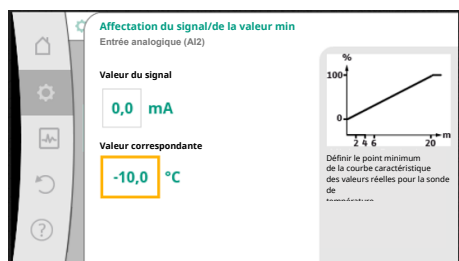 Affectation du signal/de la valeur min
Entrée analogique (AI2)
Valeur du signal
0,0 mA
Valeur correspondante
-10,0 °C
%
100
0
2 4 6 20 m
Définir le point minimum
de la courbe caractéristique
des valeurs réelles pour la sonde
de
température